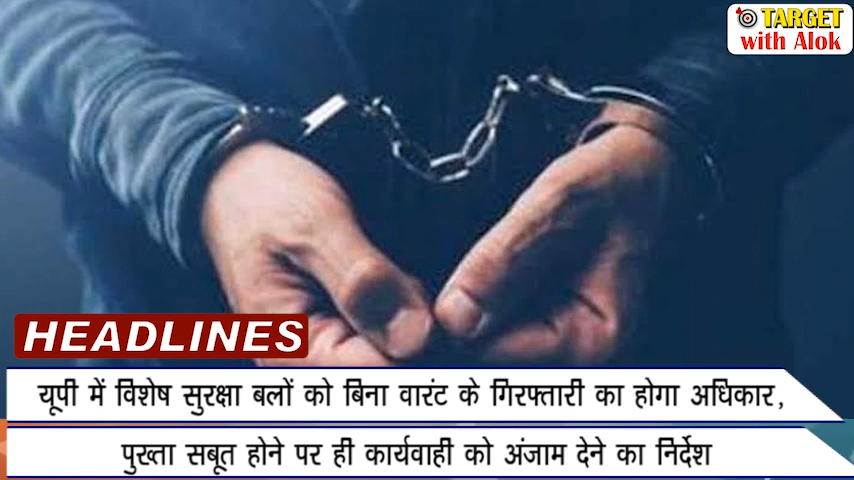 TARGET
with Alok
HEADLINES
यूपी में विशेष सुरक्षा बलों को बिना वारंट के गिरफ्तारी का होगा अधिकार,
पुख्ता सबूत होने पर ही कार्यवाही को अंजाम देने का निर्देश